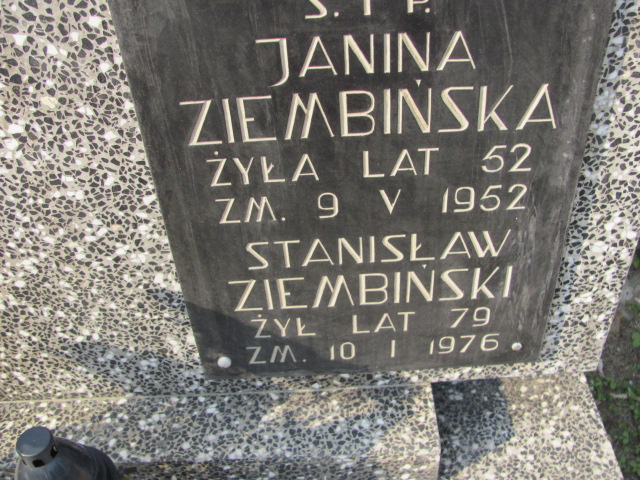 Ś. † P.
JANINA
ZIEMBIŃSKA
ŻYŁA LAT 52
ZM. 9 V 1952
STANISŁAW
ZIEMBIŃSKI
ŻYŁ LAT 79
ZM. 10 I 1976